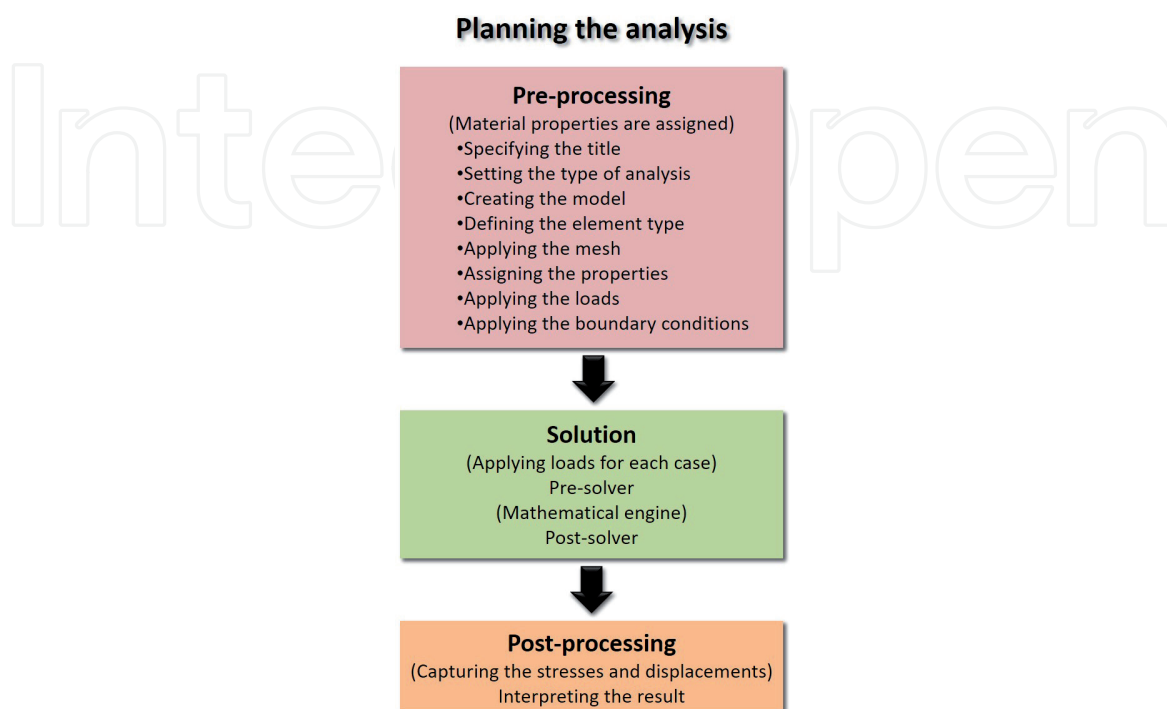 Planning the analysis
Pre-processing
(Material properties are assigned)
•Specifying the title
•Setting the type of analysis
•Creating the model
•Defining the element type
•Applying the mesh
•Assigning the properties
•Applying the loads
•Applying the boundary conditions
Solution
(Applying loads for each case)
Pre-solver
(Mathematical engine)
Post-solver
Post-processing
(Capturing the stresses and displacements)
Interpreting the result